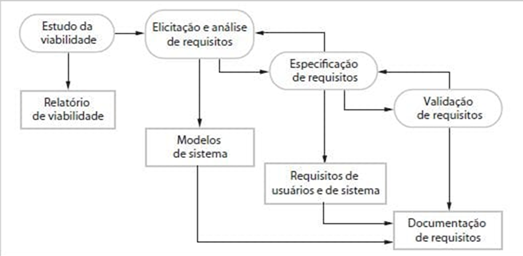 Estudo da
viabilidade
Elicitação e análise
de requisitos
Especificação
de requisitos
Validação
de requisitos
Relatório
de viabilidade
Modelos
de sistema
Requisitos de
usuários e de sistema
Documentação
de requisitos